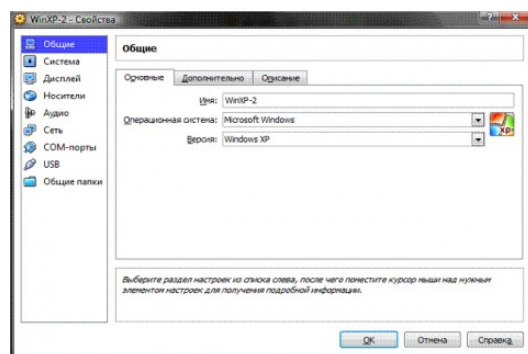 WinXP-2 - Свойства
Общие
Система
Дисплей
Носители
Аудио
Сеть
COM-порты
USB
Общие папки
Общие
Основные Дополнительно Описание
Имя: WinXP-2
Операционная система: Microsoft Windows
Версия: Windows XP
XP
Выберите раздел настроек из списка слева, после чего поместите курсор мыши над нужным
элементом настроек для получения подробной информации.
OK Отмена Справка